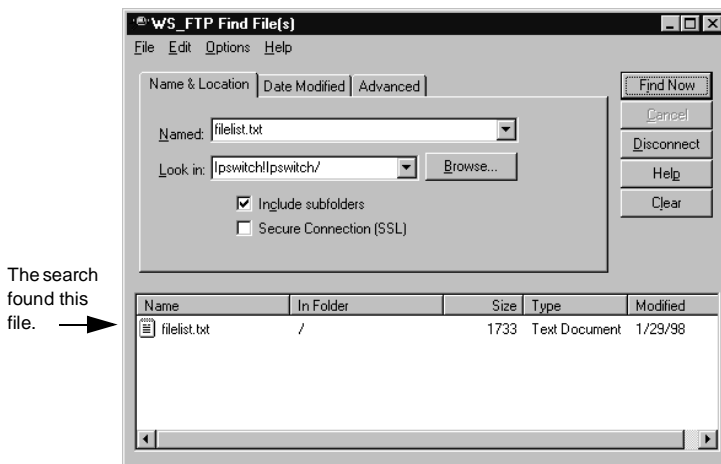 WS_FTP Find File(s)
File Edit Options Help
Name & Location Date Modified Advanced
Find Now
Cancel
Named: filelist.txt
Disconnect
Look in: Ipswitch!Ipswitch/ Browse...
Help
Include subfolders
Clear
Secure Connection (SSL)
The search
found this
file.
Name In Folder Size Type Modified
filelist.txt / 1733 Text Document 1/29/98